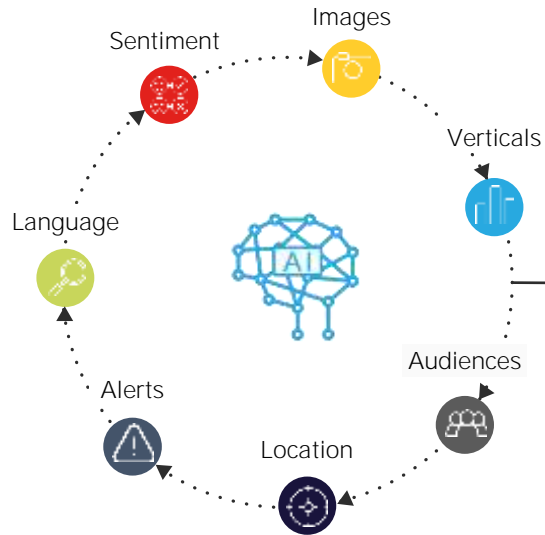 Images
Sentiment
Verticals
Language
AI
Audiences
Alerts
Location